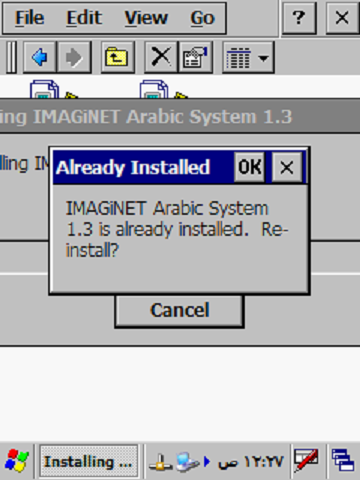 File Edit View Go ?
ing IMAGiNET Arabic System 1.3
lling IM
Already Installed OK
IMAGiNET Arabic System
1.3 is already installed. Re-
install?
Cancel
Installing ...
١٢:٢٧ ص